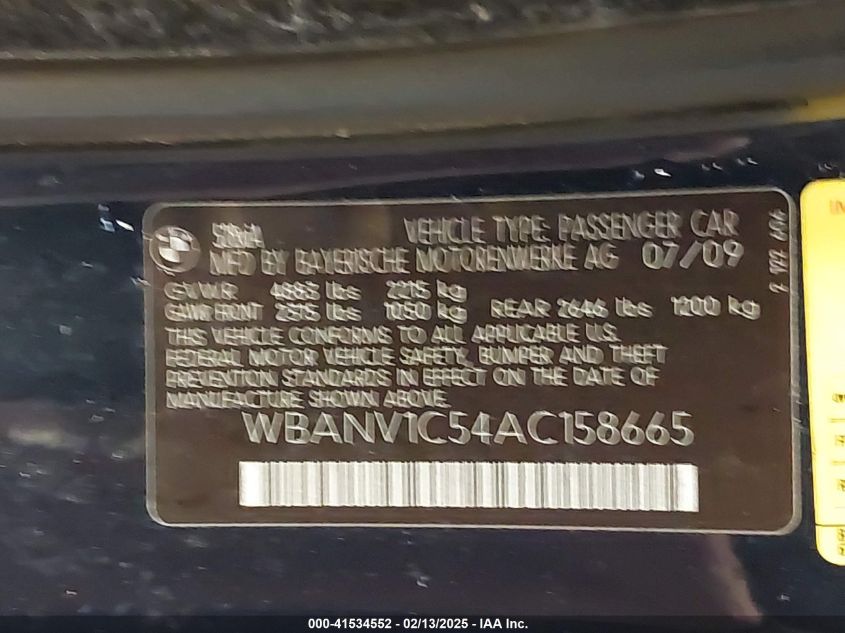 VEHICLE TYPE: PASSENGER CAR
MFD BY BAYERISCHE MOTORENWERKE AG 07/09
GVWR 4883 lbs 2215 kg
GAWR FRONT 2315 lbs 1050 kg REAR 2646 lbs 1200 kg
THIS VEHICLE CONFORMS TO ALL APPLICABLE U.S.
FEDERAL MOTOR VEHICLE SAFETY, BUMPER AND THEFT
PREVENTION STANDARDS IN EFFECT ON THE DATE OF
MANUFACTURE SHOWN ABOVE.
WBANV1C54AC158665
000-41534552 - 02/13/2025 - IAA Inc.